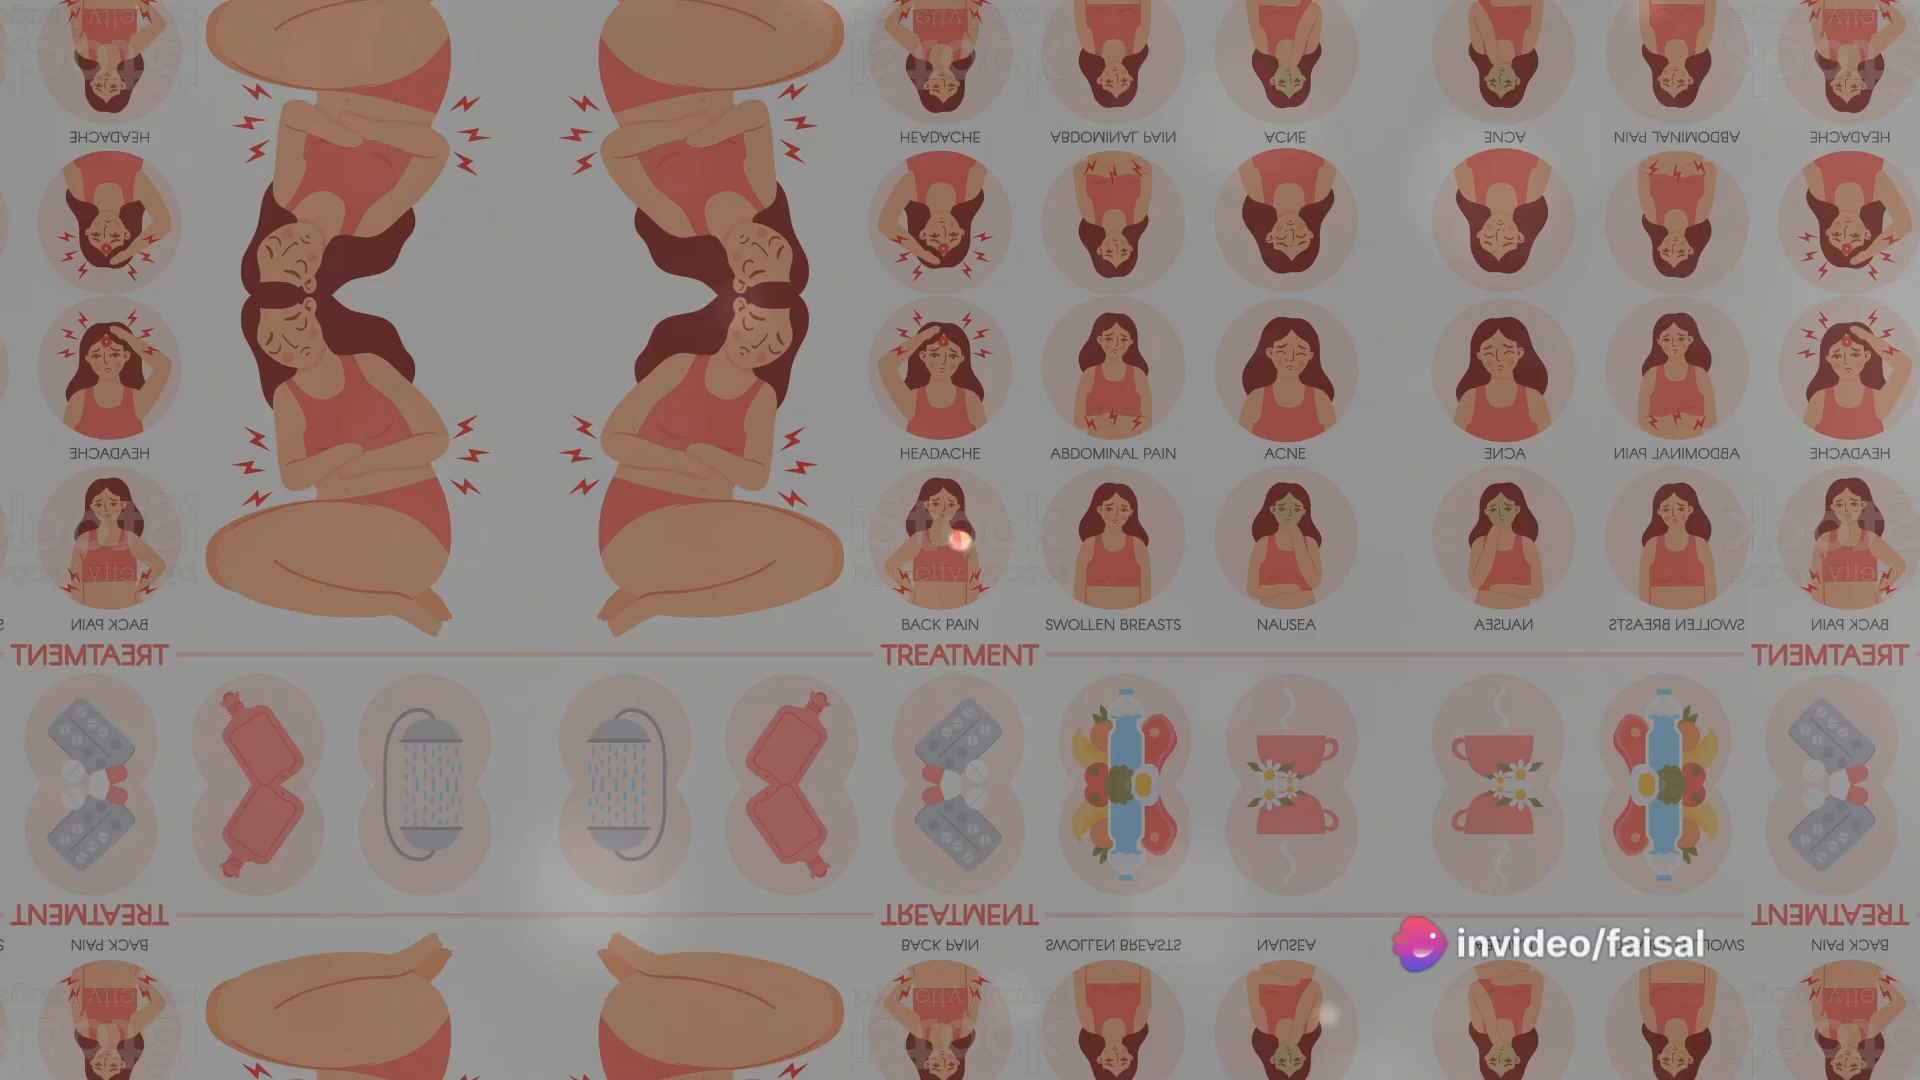 HEADACHE HEADACHE ABDOMINAL PAIN ACNE ACNE ABDOMINAL PAIN HEADACHE
HEADACHE HEADACHE ABDOMINAL PAIN ACNE ACNE ABDOMINAL PAIN HEADACHE
BACK PAIN BACK PAIN SWOLLEN BREASTS NAUSEA NAUSEA SWOLLEN BREASTS BACK PAIN
TREATMENT TREATMENT TREATMENT
TREATMENT TREATMENT TREATMENT
BACK PAIN BACK PAIN SWOLLEN BREASTS NAUSEA BACK PAIN
invideo/faisal